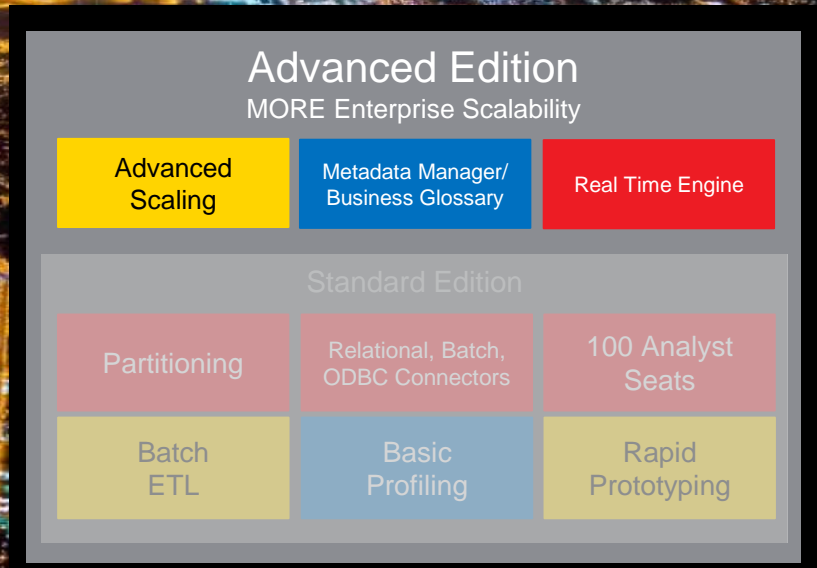 Advanced Edition
MORE Enterprise Scalability
Advanced
Scaling
Metadata Manager/
Business Glossary
Real Time Engine
Standard Edition
Partitioning
Relational, Batch,
ODBC Connectors
100 Analyst
Seats
Batch
ETL
Basic
Profiling
Rapid
Prototyping